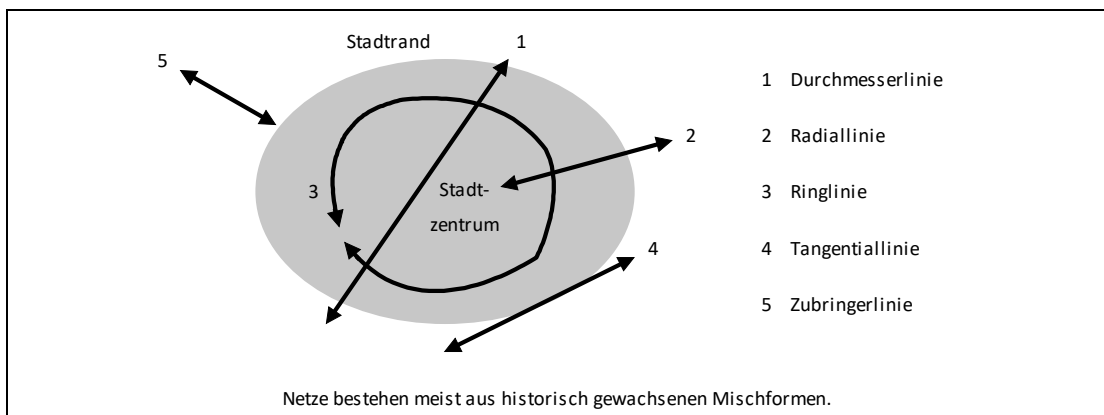 Stadtrand
1
5
2
3
Stadt-
zentrum
4
1 Durchmesserlinie
2 Radiallinie
3 Ringlinie
4 Tangentiallinie
5 Zubringerlinie
Netze bestehen meist aus historisch gewachsenen Mischformen.